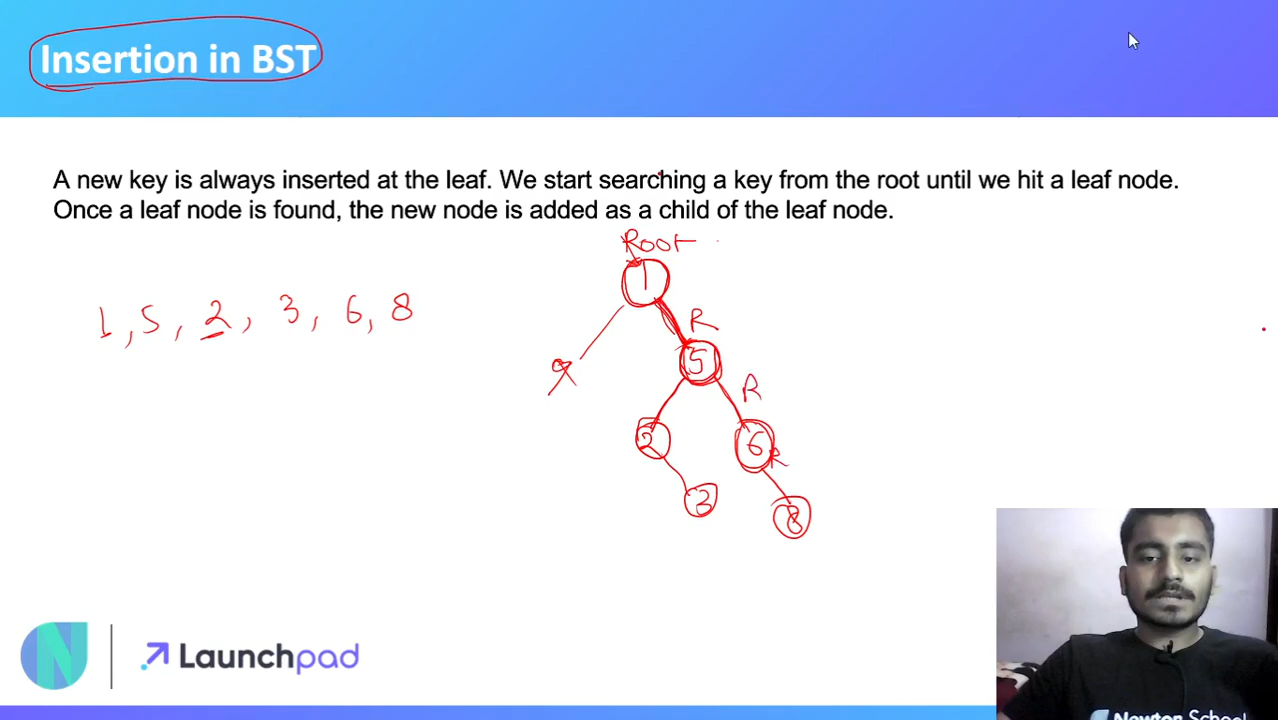 Insertion in BST
A new key is always inserted at the leaf. We start searching a key from the root until we hit a leaf node.
Once a leaf node is found, the new node is added as a child of the leaf node.
Root
1
1, 5, 2, 3, 6, 8
R
5
R
2
6
R
3
8
N
Launchpad
Newton School